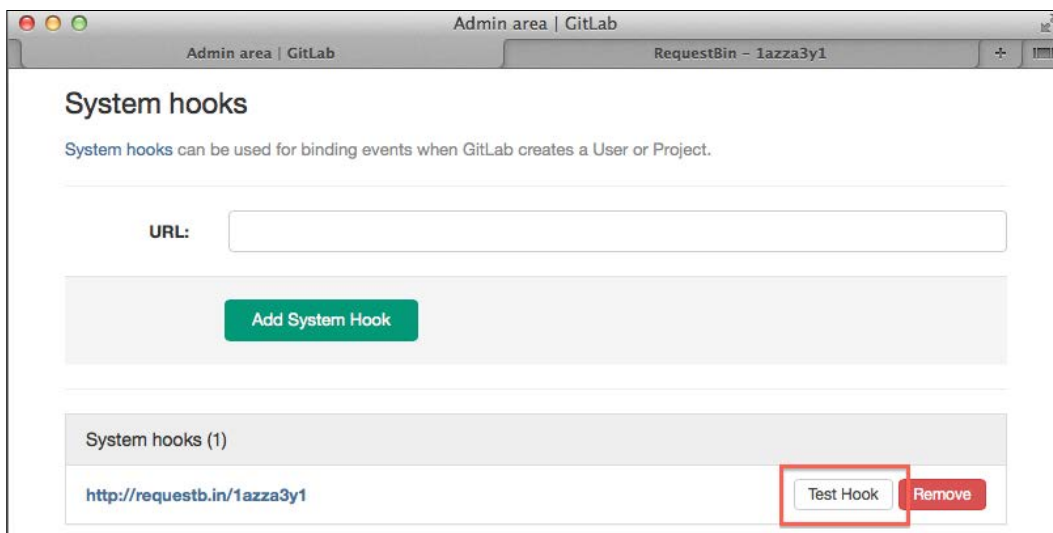 Admin area | GitLab
Admin area | GitLab
RequestBin – 1azza3y1
+
System hooks
System hooks can be used for binding events when GitLab creates a User or Project.
URL:
Add System Hook
System hooks (1)
http://requestb.in/1azza3y1
Test Hook
Remove